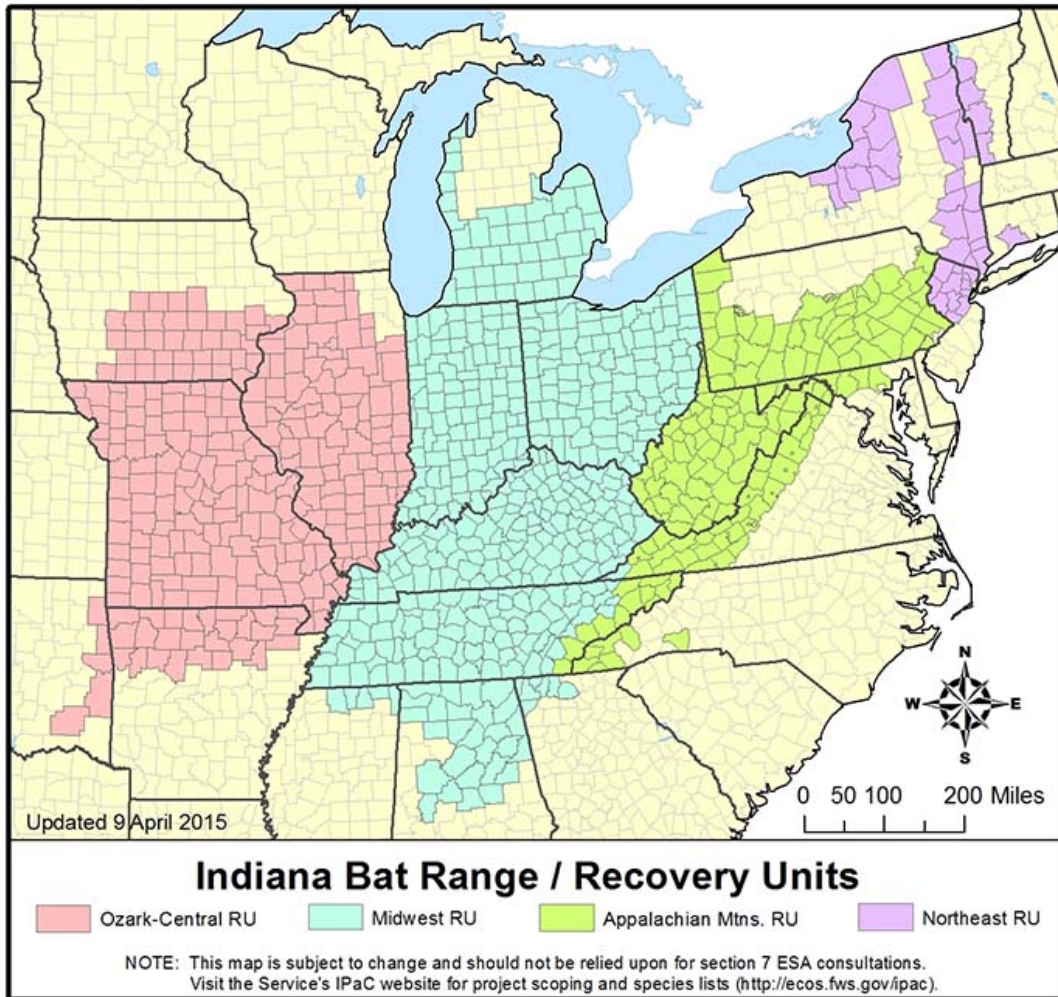 N
W E
S
0 50 100 200 Miles
Updated 9 April 2015
Indiana Bat Range / Recovery Units
Ozark-Central RU Midwest RU Appalachian Mtns. RU Northeast RU
NOTE: This map is subject to change and should not be relied upon for section 7 ESA consultations.
Visit the Service's IPaC website for project scoping and species lists (http://ecos.fws.gov/ipac).